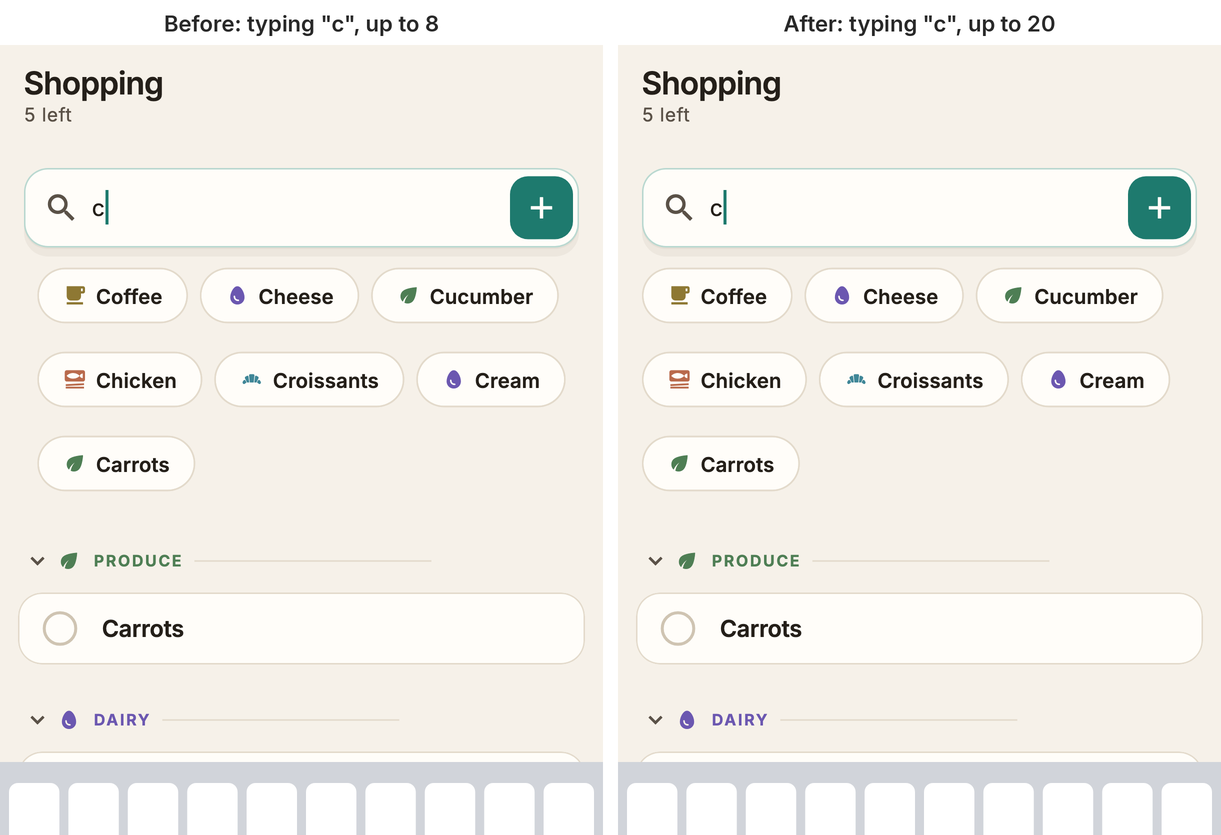 Before: typing "c", up to 8
Shopping
5 left
c
Coffee
Cheese
Cucumber
Chicken
Croissants
Cream
Carrots
PRODUCE
Carrots
DAIRY
After: typing "c", up to 20
Shopping
5 left
c
Coffee
Cheese
Cucumber
Chicken
Croissants
Cream
Carrots
PRODUCE
Carrots
DAIRY